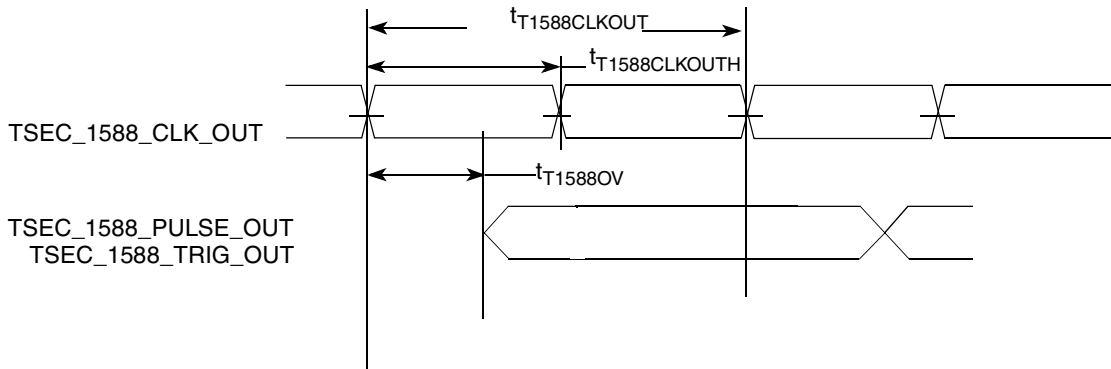 tT1588CLKOUT
tT1588CLKOUTH
TSEC_1588_CLK_OUT
tT1588OV
TSEC_1588_PULSE_OUT
TSEC_1588_TRIG_OUT